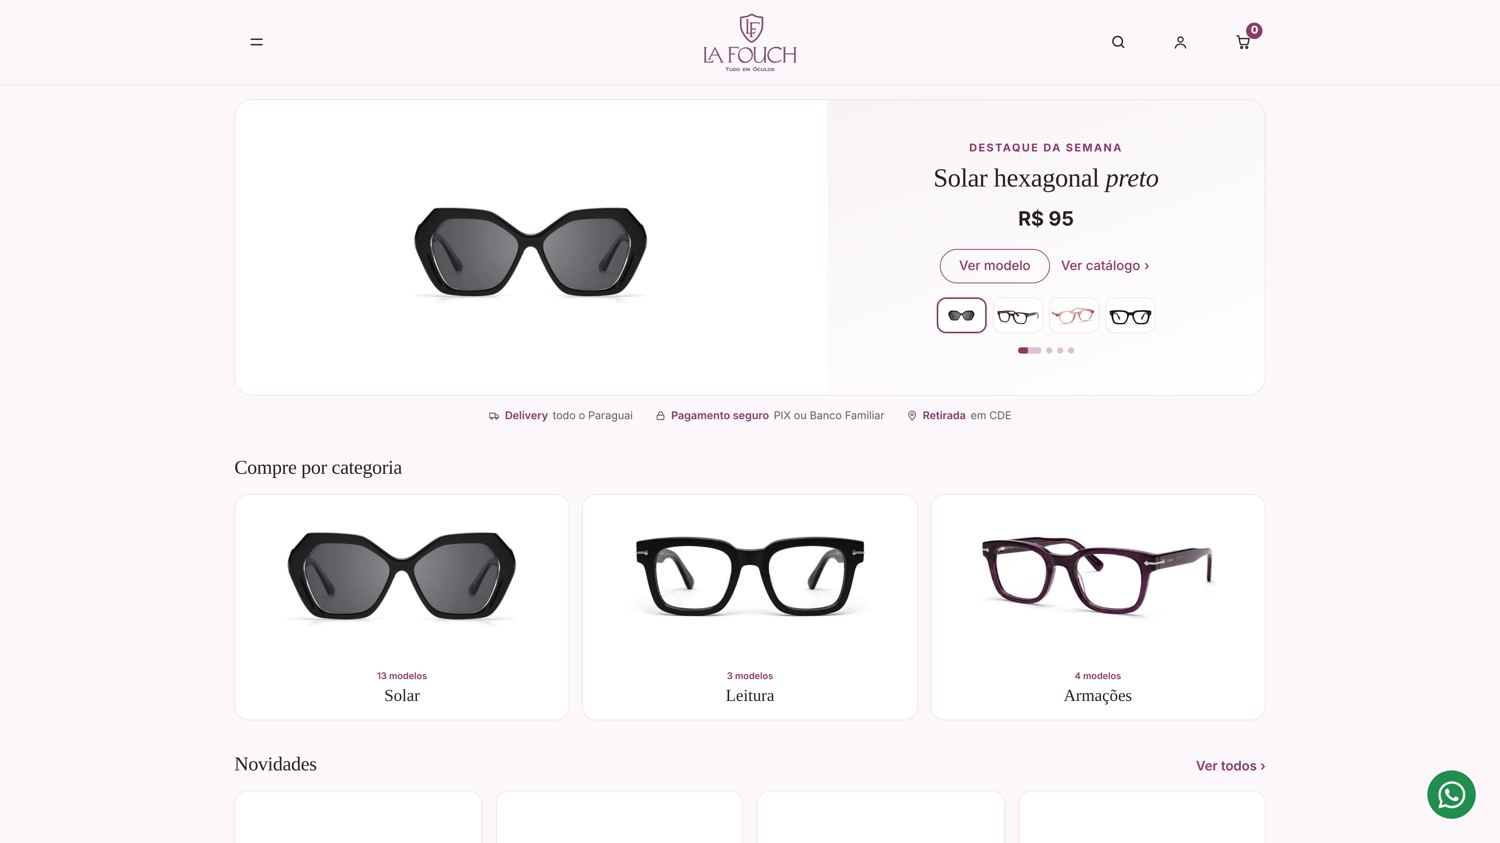 LF
LA FOUCH
Tudo em Óculos
0
DESTAQUE DA SEMANA
Solar hexagonal preto
R$ 95
Ver modelo
Ver catálogo ›
Delivery todo o Paraguai
Pagamento seguro PIX ou Banco Familiar
Retirada em CDE
Compre por categoria
13 modelos
Solar
3 modelos
Leitura
4 modelos
Armações
Novidades
Ver todos ›